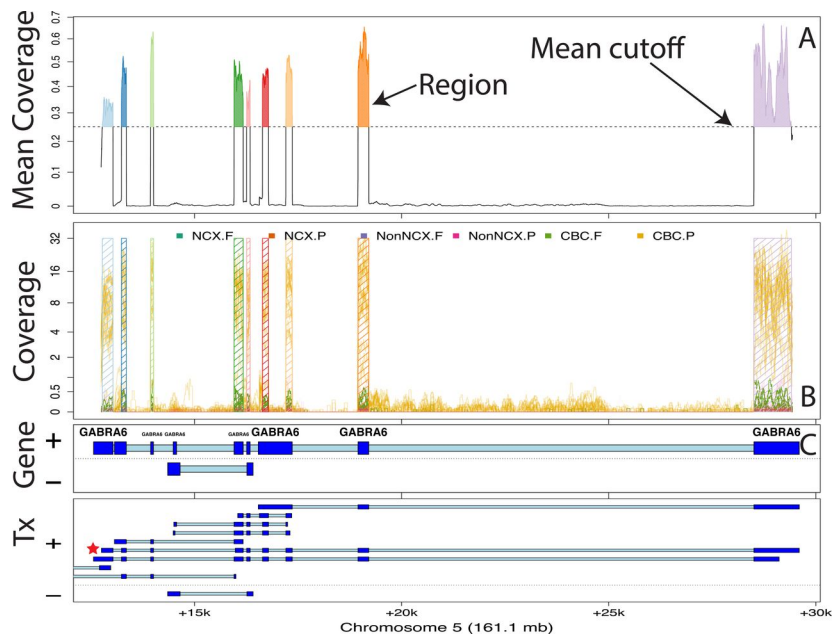 Mean Coverage
0.7
0.6
0.5
0.4
0.3
0.2
0.1
0
A
Mean cutoff
Region
Coverage
32
16
8
4
2
0.5
0
NCX.F NCX.P NonNCX.F NonNCX.P CBC.F CBC.P
B
Gene
+
−
GABRA6 GABRA6 GABRA6 GABRA6 GABRA6 GABRA6 GABRA6
C
Tx
+
−
+15k +20k +25k +30k
Chromosome 5 (161.1 mb)